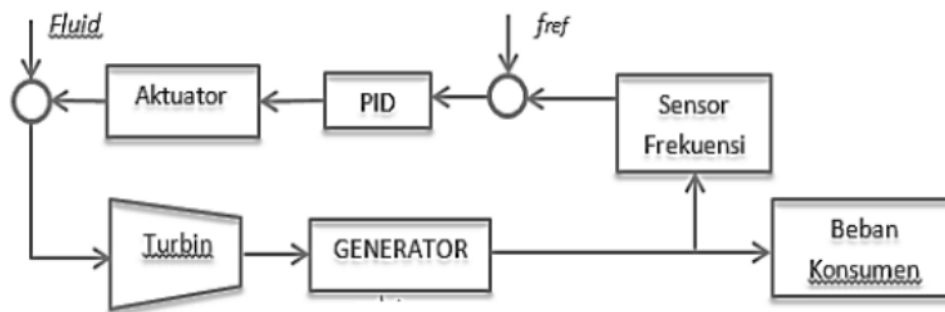 Fluid
fref
Aktuator
PID
Sensor
Frekuensi
Turbin
GENERATOR
Beban
Konsumen